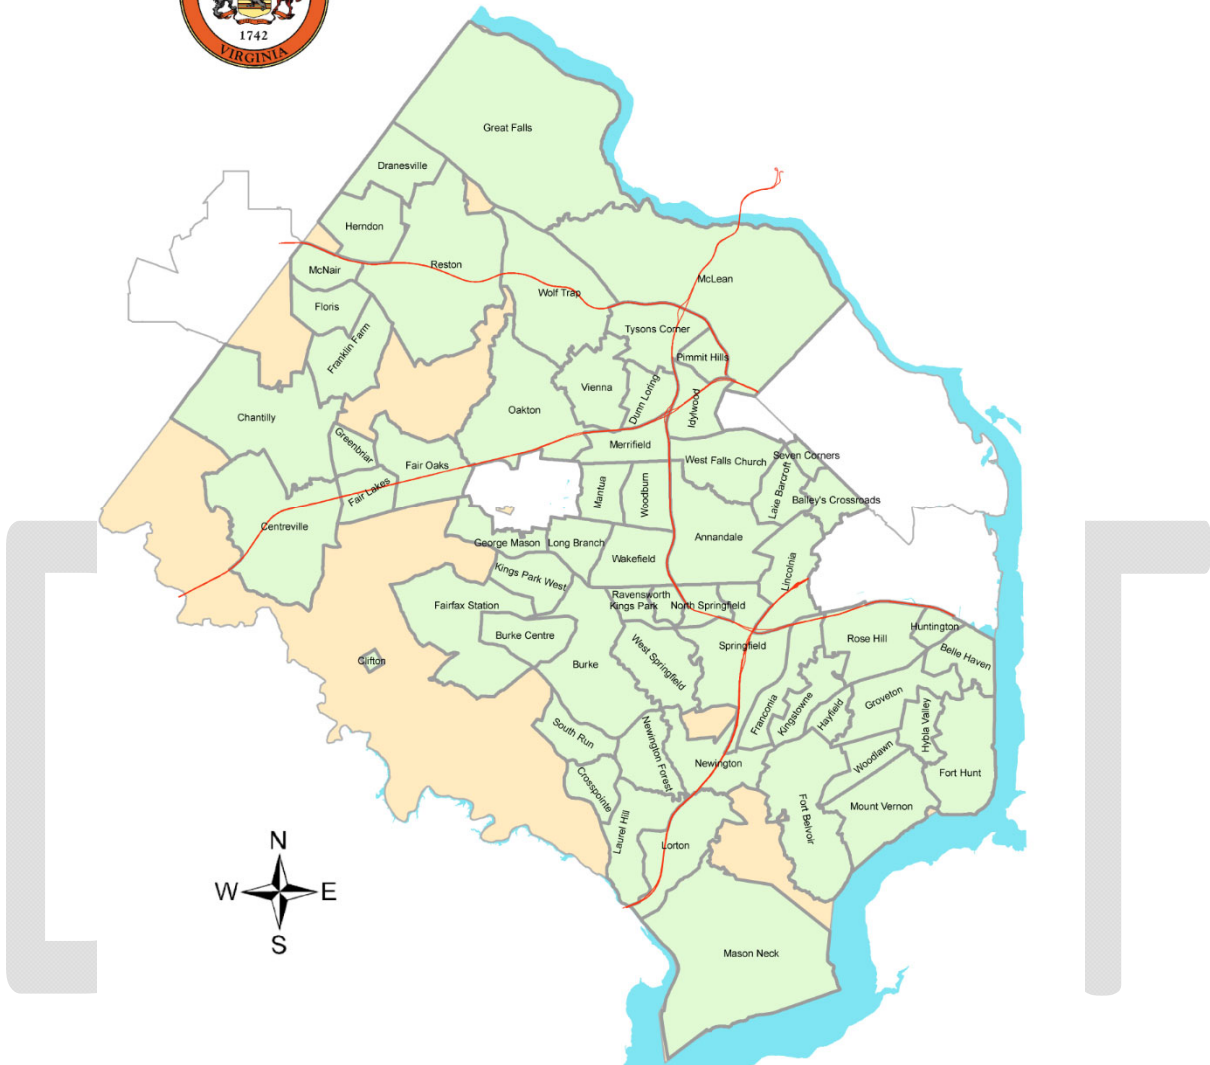 1742
VIRGINIA
Great Falls
Dranesville
Herndon
McNair
Reston
McLean
Wolf Trap
Floris
Franklin Farm
Tysons Corner
Pimmit Hills
Vienna
Dunn Loring
Idylwood
Chantilly
Oakton
Greenbriar
Merrifield
Fair Oaks
West Falls Church
Seven Corners
Lake Barcroft
Bailey's Crossroads
Fair Lakes
Mantua
Woodburn
Centreville
George Mason
Long Branch
Annandale
Wakefield
Lincolnia
Kings Park West
Ravensworth
Kings Park
North Springfield
Fairfax Station
Burke Centre
Huntington
Rose Hill
Springfield
West Springfield
Belle Haven
Clifton
Burke
Franconia
Kingstowne
Hayfield
Groveton
Hybla Valley
South Run
Newington Forest
Newington
Woodlawn
Fort Hunt
Crosspointe
Fort Belvoir
Mount Vernon
Laurel Hill
Lorton
N
W
E
S
Mason Neck